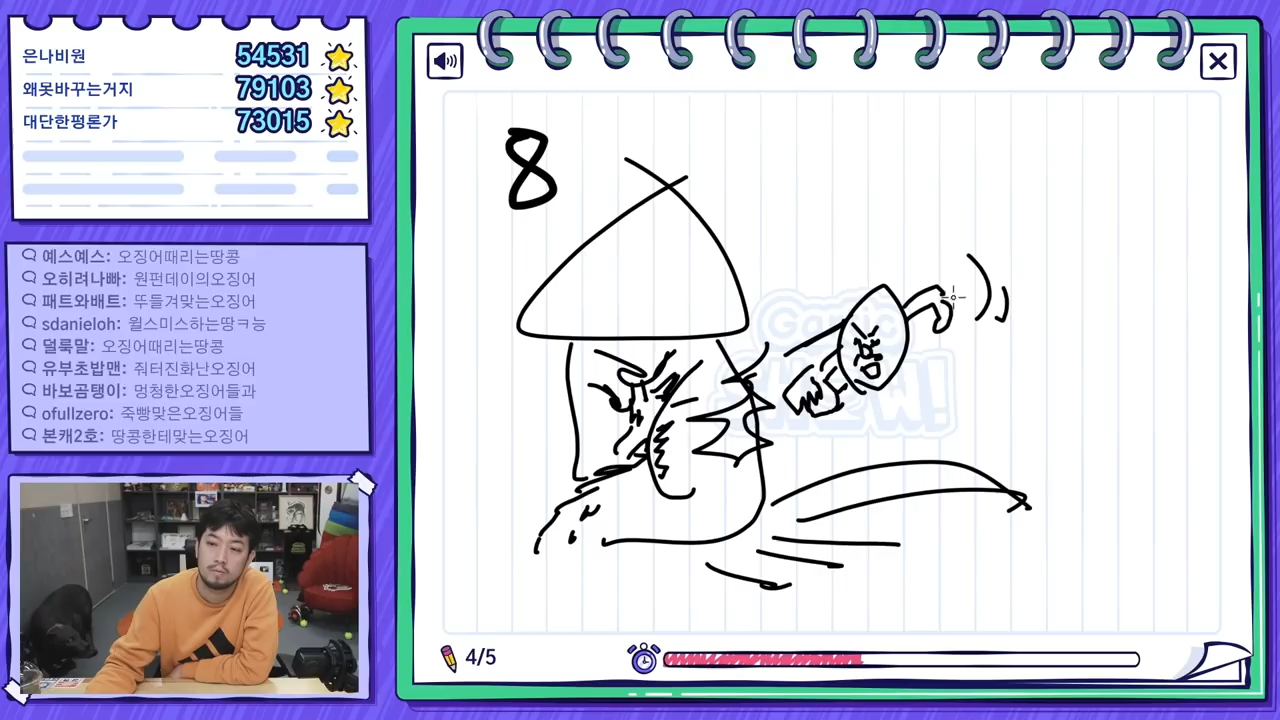 은나비원 54531
왜못바꾸는거지 79103
대단한평론가 73015
예스예스: 오징어때리는땅콩
오히려나빠: 원펀데이의오징어
패트와배트: 뚜들겨맞는오징어
sdanieloh: 윌스미스하는땅ㅋ능
덜룩말: 오징어때리는땅콩
유부초밥맨: 줘터진화난오징어
바보곰탱이: 멍청한오징어들과
ofullzero: 죽빵맞은오징어들
본캐2호: 땅콩한테맞는오징어
8
4/5